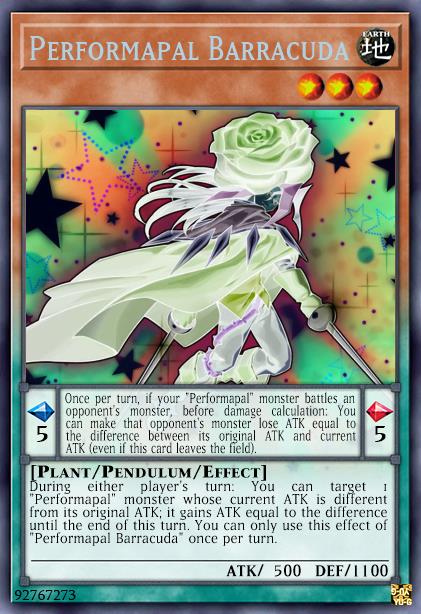 Performapal Barracuda
EARTH
地
Once per turn, if your "Performapal" monster battles an
opponent's monster, before damage calculation: You
can make that opponent's monster lose ATK equal to
the difference between its original ATK and current
ATK (even if this card leaves the field).
5
5
[Plant/Pendulum/Effect]
During either player's turn: You can target 1
"Performapal" monster whose current ATK is different
from its original ATK; it gains ATK equal to the difference
until the end of this turn. You can only use this effect of
"Performapal Barracuda" once per turn.
ATK/ 500 DEF/1100
92767273